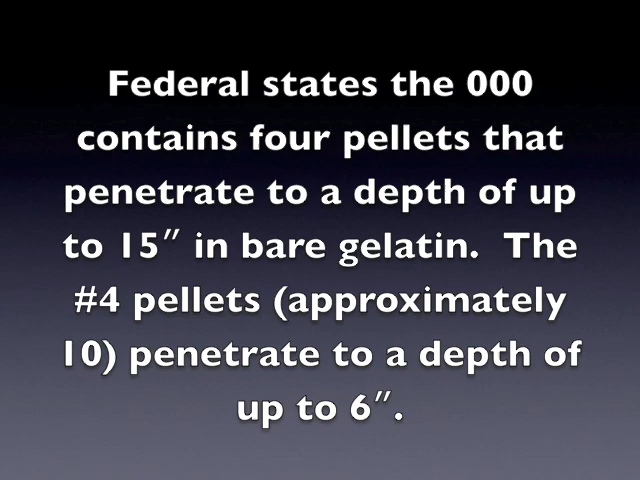 Federal states the 000
contains four pellets that
penetrate to a depth of up
to 15″ in bare gelatin.  The
#4 pellets (approximately
10) penetrate to a depth of
up to 6″.